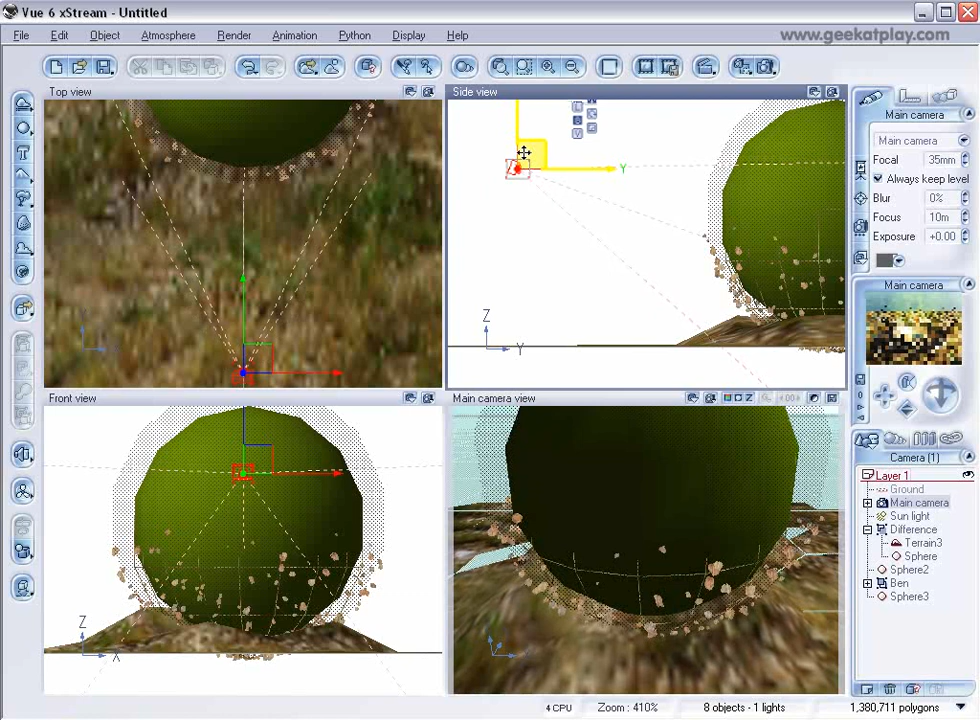 Vue 6 xStream - Untitled
File Edit Object Atmosphere Render Animation Python Display Help
www.geekatplay.com
Top view
Side view
Main camera
Main camera
Focal 35mm
Always keep level
Blur 0%
Focus 10m
Exposure +0.00
Y
Z
Y
Main camera
Front view
Main camera view
Z
X
Camera (1)
Layer 1
Ground
Main camera
Sun light
Difference
Terrain3
Sphere
Sphere2
Ben
Sphere3
4 CPU Zoom : 410% 8 objects - 1 lights 1,380,711 polygons